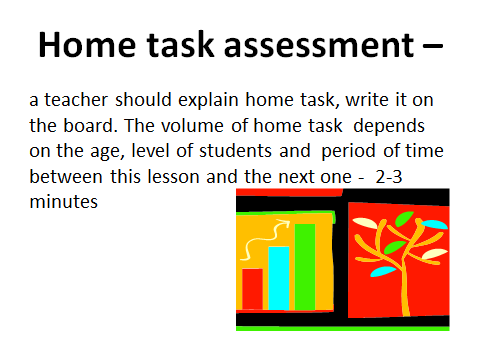 Home task assessment –
a teacher should explain home task, write it on
the board. The volume of home task  depends
on the age, level of students and  period of time
between this lesson and the next one -  2-3
minutes